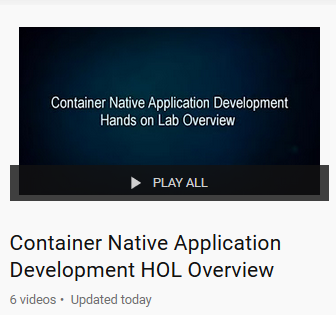 Container Native Application Development
Hands on Lab Overview
PLAY ALL
Container Native Application
Development HOL Overview
6 videos • Updated today